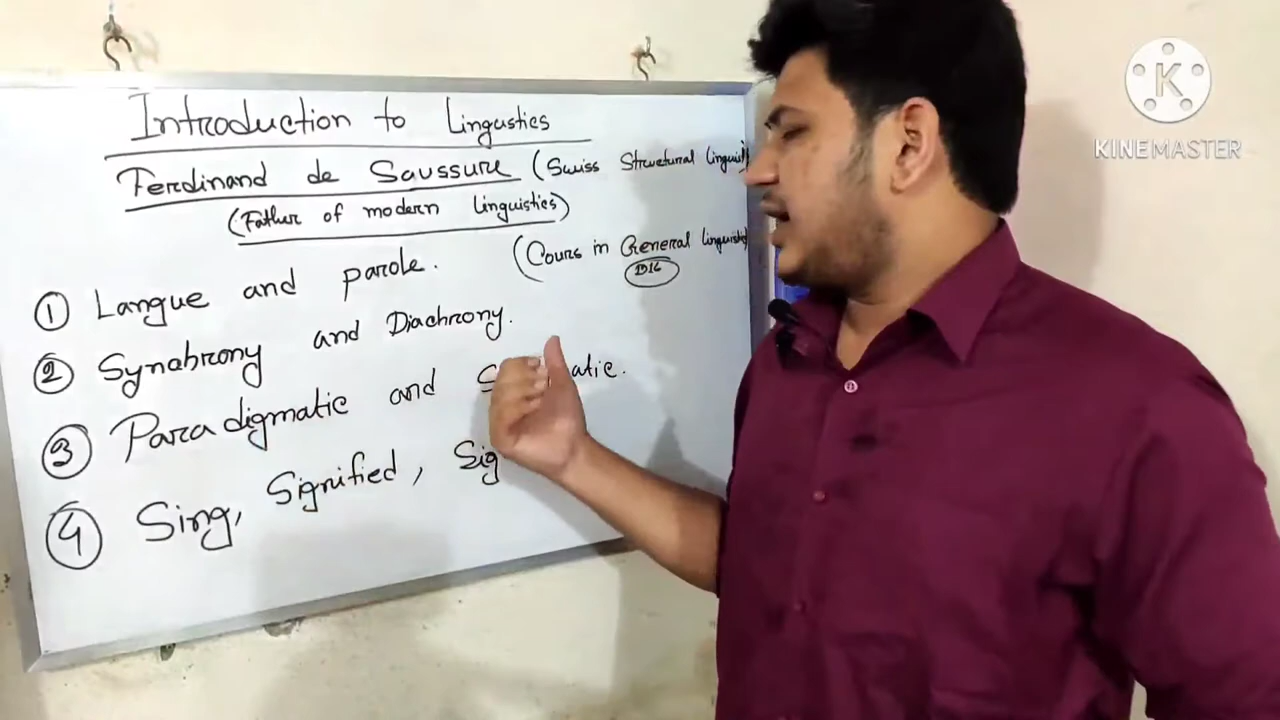 Introduction to Lingustics
Ferdinand de Saussure (Swiss Structural linguist)
(Father of modern linguistics)
(Cours in General linguistic)
1916
① Langue and parole.
② Synchrony and Diachrony.
③ Paradigmatic and
④ Sing, Signified,
K
KINEMASTER